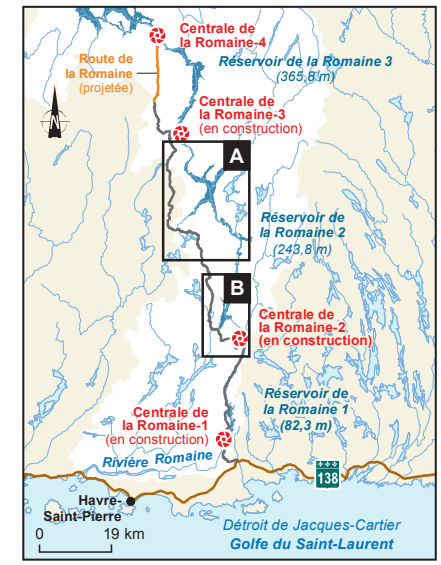 Centrale de
la Romaine-4
Route de
la Romaine
(projetée)
Réservoir de
la Romaine 3
(365,8 m)
Centrale de
la Romaine-3
(en construction)
N
A
Réservoir de
la Romaine 2
(243,8 m)
B
Centrale de
la Romaine-2
(en construction)
Réservoir de
la Romaine 1
(82,3 m)
Centrale de
la Romaine-1
(en construction)
Rivière Romaine
138
Havre-
Saint-Pierre
0 19 km
Détroit de Jacques-Cartier
Golfe du Saint-Laurent